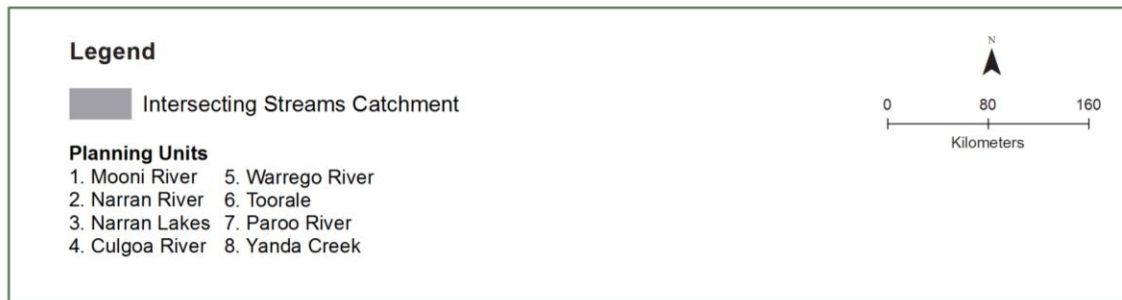 Legend
Intersecting Streams Catchment
Planning Units
1. Mooni River 5. Warrego River
2. Narran River 6. Toorale
3. Narran Lakes 7. Paroo River
4. Culgoa River 8. Yanda Creek
N
0 80 160
Kilometers